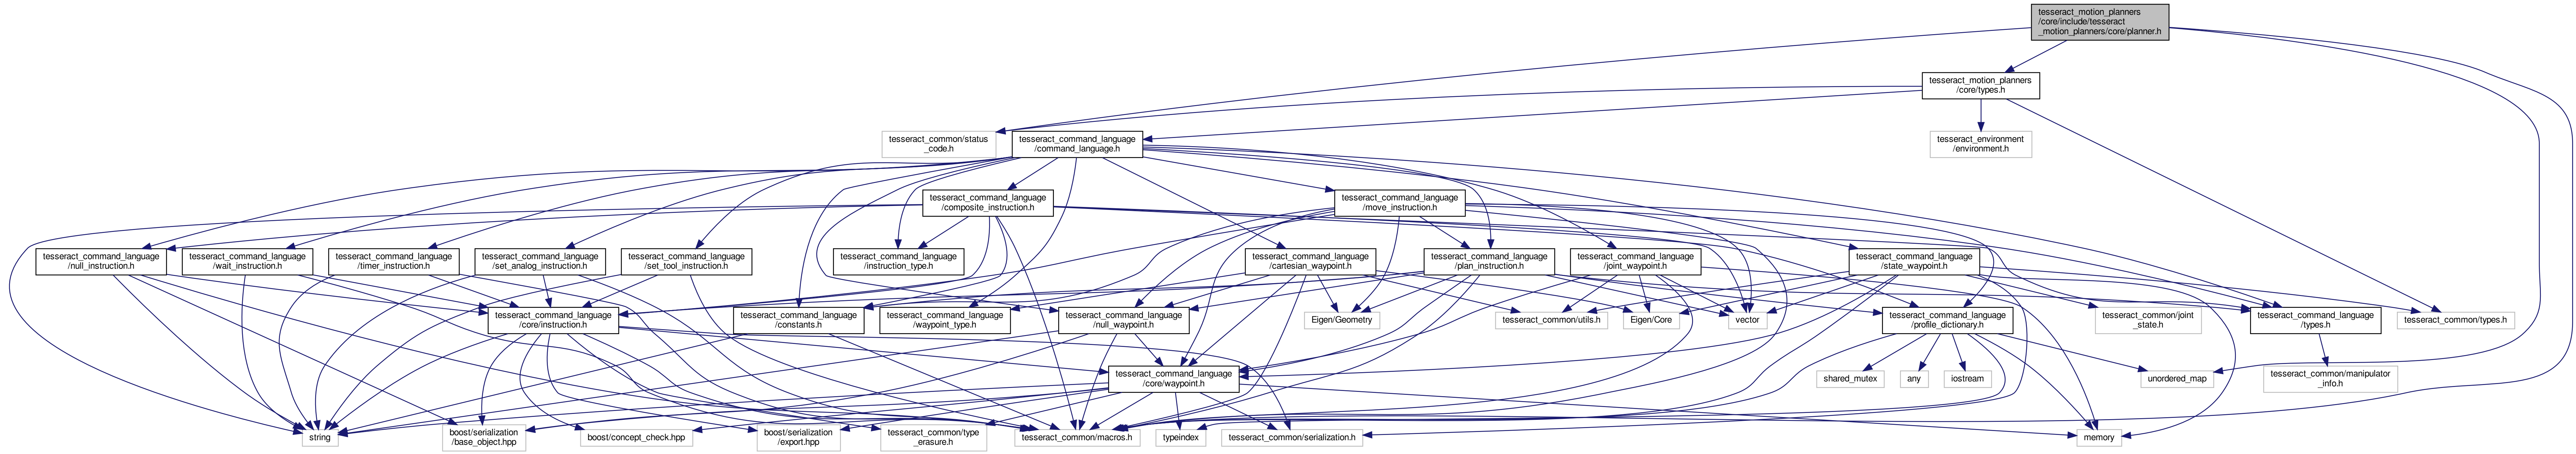 tesseract_motion_planners
/core/include/tesseract
_motion_planners/core/planner.h
tesseract_motion_planners
/core/types.h
tesseract_common/status
_code.h
tesseract_command_language
/command_language.h
tesseract_environment
/environment.h
tesseract_command_language
/composite_instruction.h
tesseract_command_language
/move_instruction.h
tesseract_command_language
/null_instruction.h
tesseract_command_language
/wait_instruction.h
tesseract_command_language
/timer_instruction.h
tesseract_command_language
/set_analog_instruction.h
tesseract_command_language
/set_tool_instruction.h
tesseract_command_language
/instruction_type.h
tesseract_command_language
/cartesian_waypoint.h
tesseract_command_language
/plan_instruction.h
tesseract_command_language
/joint_waypoint.h
tesseract_command_language
/state_waypoint.h
tesseract_command_language
/core/instruction.h
tesseract_command_language
/constants.h
tesseract_command_language
/waypoint_type.h
tesseract_command_language
/null_waypoint.h
Eigen/Geometry
tesseract_common/utils.h
Eigen/Core
vector
tesseract_command_language
/profile_dictionary.h
tesseract_common/joint
_state.h
tesseract_command_language
/types.h
tesseract_common/types.h
tesseract_command_language
/core/waypoint.h
shared_mutex
any
iostream
unordered_map
tesseract_common/manipulator
_info.h
string
boost/serialization
/base_object.hpp
boost/concept_check.hpp
boost/serialization
/export.hpp
tesseract_common/type
_erasure.h
tesseract_common/macros.h
typeindex
tesseract_common/serialization.h
memory